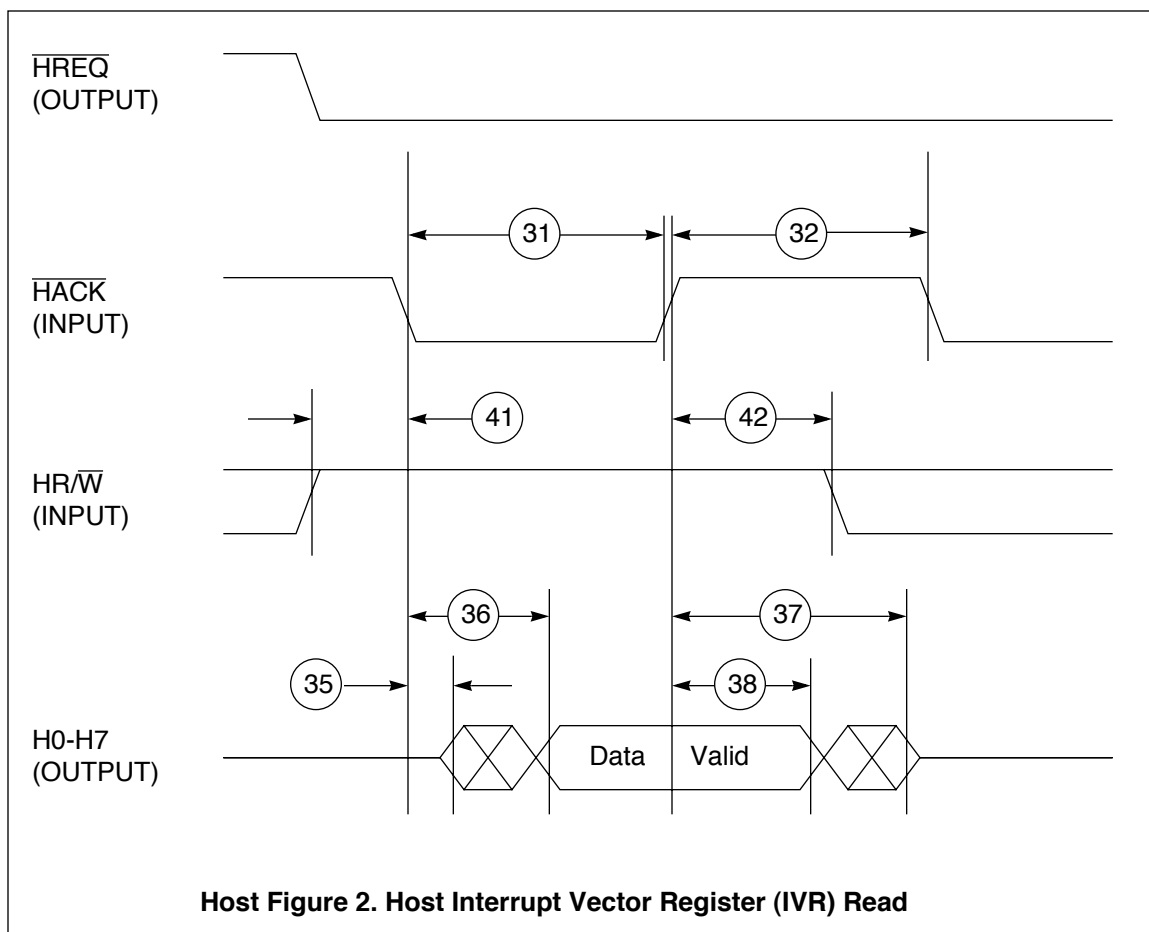 HREQ
(OUTPUT)
31
32
HACK
(INPUT)
41
42
HR/W
(INPUT)
36
37
35
38
H0-H7
(OUTPUT)
Data Valid
Host Figure 2. Host Interrupt Vector Register (IVR) Read